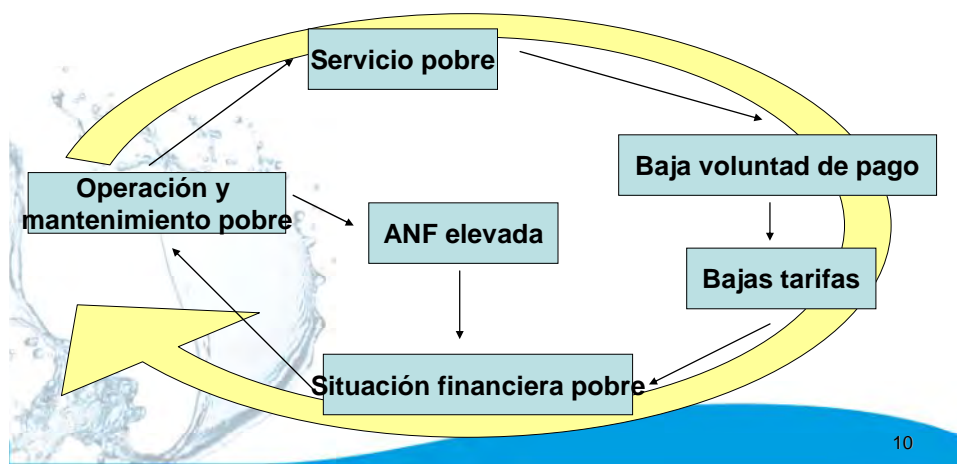 Servicio pobre
Baja voluntad de pago
Operación y
mantenimiento pobre
ANF elevada
Bajas tarifas
Situación financiera pobre
10